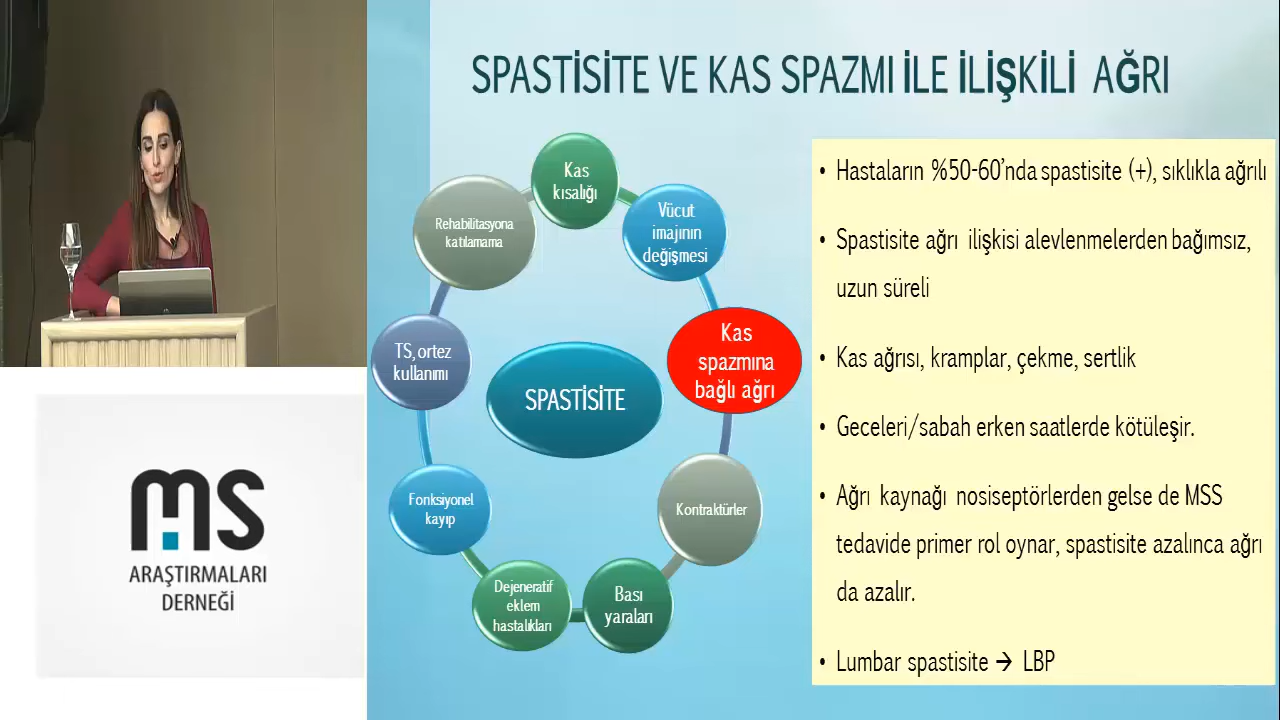 SPASTİSİTE VE KAS SPAZMI İLE İLİŞKİLİ AĞRI
Kas
kısalığı
Vücut
imajının
değişmesi
Kas
spazmına
bağlı ağrı
Kontraktürler
Bası
yaraları
Dejeneratif
eklem
hastalıkları
Fonksiyonel
kayıp
TS, ortez
kullanımı
Rehabilitasyona
katılamama
SPASTİSİTE
• Hastaların %50-60'nda spastisite (+), sıklıkla ağrılı
• Spastisite ağrı ilişkisi alevlenmelerden bağımsız,
uzun süreli
• Kas ağrısı, kramplar, çekme, sertlik
• Geceleri/sabah erken saatlerde kötüleşir.
• Ağrı kaynağı nosiseptörlerden gelse de MSS
tedavide primer rol oynar, spastisite azalınca ağrı
da azalır.
• Lumbar spastisite → LBP
MS
ARAŞTIRMALARI
DERNEĞİ